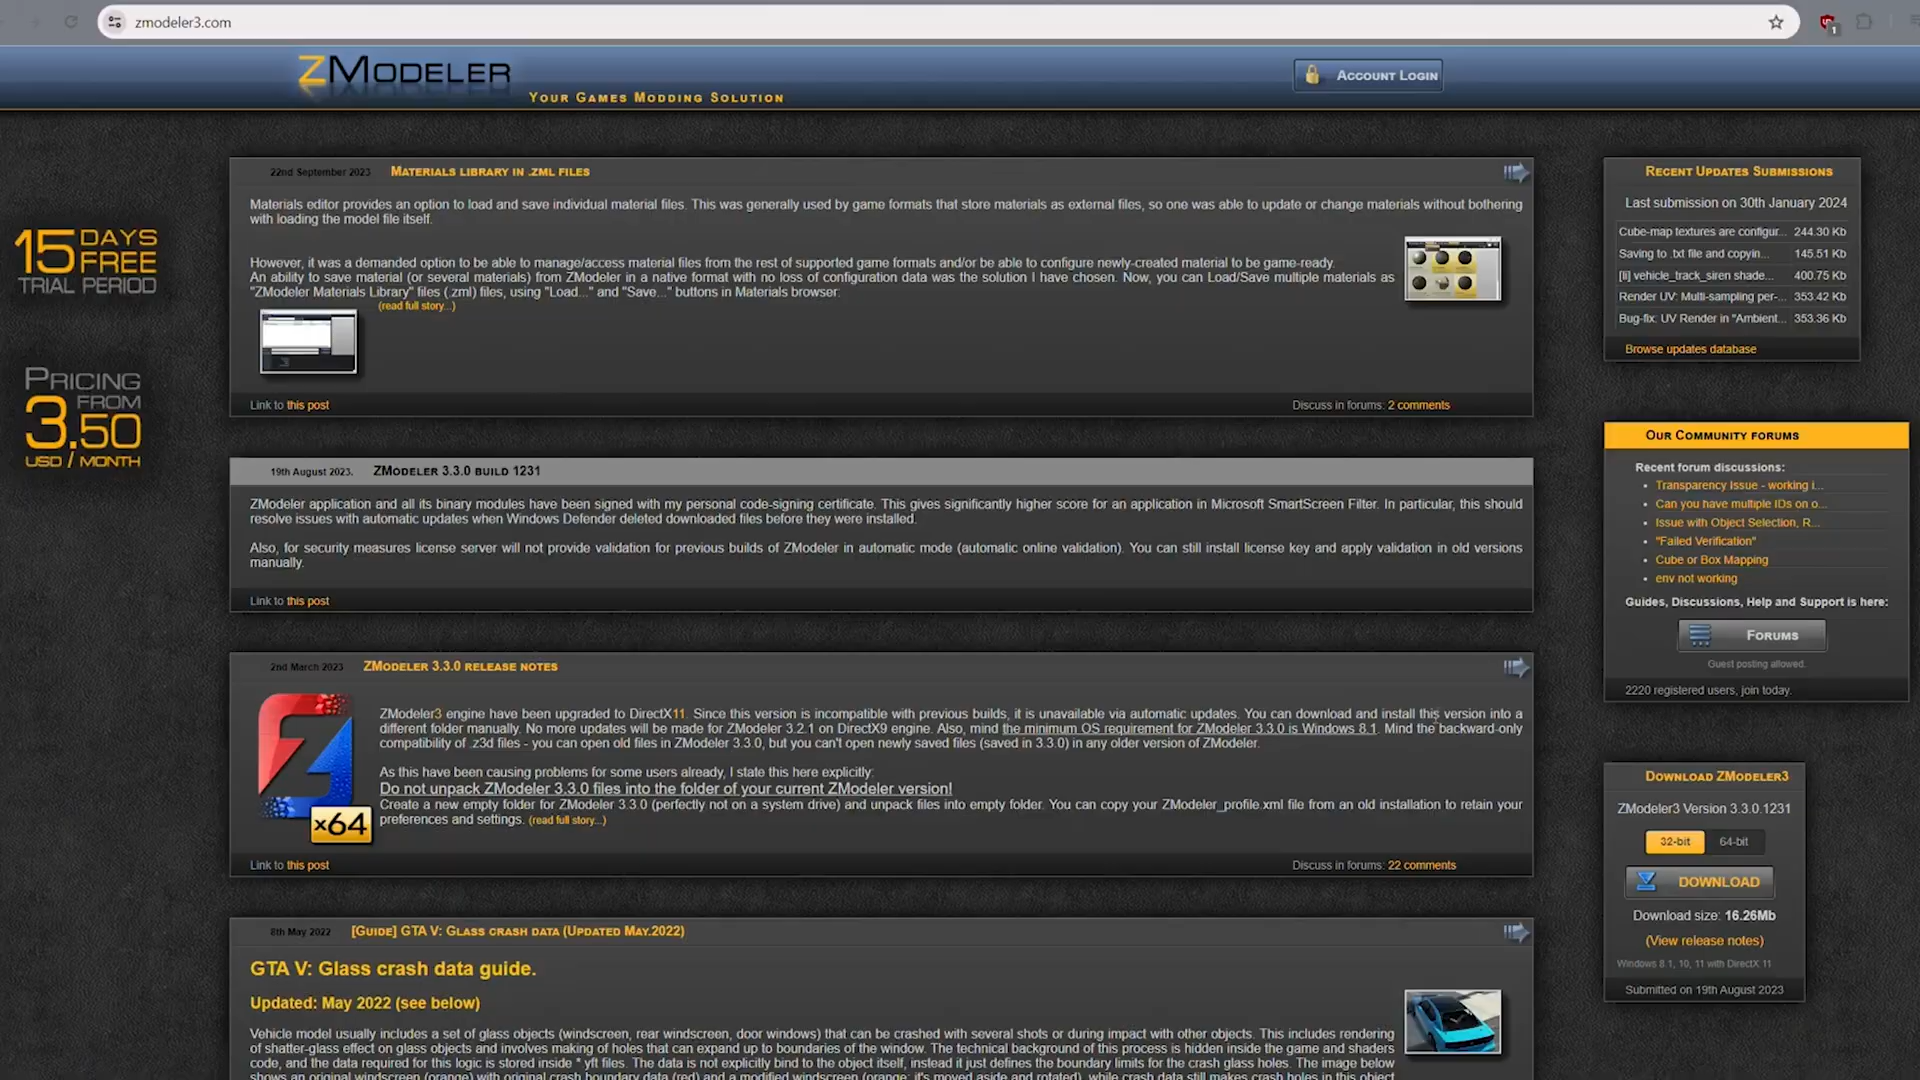 zmodeler3.com
1
ZMODELER
YOUR GAMES MODDING SOLUTION
ACCOUNT LOGIN
15 DAYS
FREE
TRIAL PERIOD
PRICING
FROM
3.50
USD / MONTH
22nd September 2023 MATERIALS LIBRARY IN .ZML FILES
Materials editor provides an option to load and save individual material files. This was generally used by game formats that store materials as external files, so one was able to update or change materials without bothering
with loading the model file itself.
However, it was a demanded option to be able to manage/access material files from the rest of supported game formats and/or be able to configure newly-created material to be game-ready.
An ability to save material (or several materials) from ZModeler in a native format with no loss of configuration data was the solution I have chosen. Now, you can Load/Save multiple materials as
"ZModeler Materials Library" files (.zml) files, using "Load..." and "Save..." buttons in Materials browser:
(read full story...)
Link to this post
Discuss in forums: 2 comments
19th August 2023. ZMODELER 3.3.0 BUILD 1231
ZModeler application and all its binary modules have been signed with my personal code-signing certificate. This gives significantly higher score for an application in Microsoft SmartScreen Filter. In particular, this should
resolve issues with automatic updates when Windows Defender deleted downloaded files before they were installed.
Also, for security measures license server will not provide validation for previous builds of ZModeler in automatic mode (automatic online validation). You can still install license key and apply validation in old versions
manually.
Link to this post
2nd March 2023 ZMODELER 3.3.0 RELEASE NOTES
x64
ZModeler3 engine have been upgraded to DirectX11. Since this version is incompatible with previous builds, it is unavailable via automatic updates. You can download and install this version into a
different folder manually. No more updates will be made for ZModeler 3.2.1 on DirectX9 engine. Also, mind the minimum OS requirement for ZModeler 3.3.0 is Windows 8.1. Mind the backward-only
compatibility of .z3d files - you can open old files in ZModeler 3.3.0, but you can't open newly saved files (saved in 3.3.0) in any older version of ZModeler.
As this have been causing problems for some users already, I state this here explicitly:
Do not unpack ZModeler 3.3.0 files into the folder of your current ZModeler version!
Create a new empty folder for ZModeler 3.3.0 (perfectly not on a system drive) and unpack files into empty folder. You can copy your ZModeler_profile.xml file from an old installation to retain your
preferences and settings. (read full story...)
Link to this post
Discuss in forums: 22 comments
8th May 2022 [GUIDE] GTA V: GLASS CRASH DATA (UPDATED MAY.2022)
GTA V: Glass crash data guide.
Updated: May 2022 (see below)
Vehicle model usually includes a set of glass objects (windscreen, rear windscreen, door windows) that can be crashed with several shots or during impact with other objects. This includes rendering
of shatter-glass effect on glass objects and involves making of holes that can expand up to boundaries of the window. The technical background of this process is hidden inside the game and shaders
code, and the data required for this logic is stored inside *.yft files. The data is not explicitly bind to the object itself, instead it just defines the boundary limits for the crash glass holes. The image below
shows an original windscreen (orange) with original crash boundary data (red) and a modified windscreen (orange; it's moved aside and rotated), while crash data still makes crash holes in this object
RECENT UPDATES SUBMISSIONS
Last submission on 30th January 2024
Cube-map textures are configur... 244.30 Kb
Saving to .txt file and copyin... 145.51 Kb
[li] vehicle_track_siren shade... 400.75 Kb
Render UV: Multi-sampling per-... 353.42 Kb
Bug-fix: UV Render in "Ambient... 353.36 Kb
Browse updates database
OUR COMMUNITY FORUMS
Recent forum discussions:
Transparency Issue - working i...
Can you have multiple IDs on o...
Issue with Object Selection, R...
"Failed Verification"
Cube or Box Mapping
env not working
Guides, Discussions, Help and Support is here:
FORUMS
Guest posting allowed.
2220 registered users, join today.
DOWNLOAD ZMODELER3
ZModeler3 Version 3.3.0.1231
32-bit 64-bit
DOWNLOAD
Download size: 16.26Mb
(View release notes)
Windows 8.1, 10, 11 with DirectX 11
Submitted on 19th August 2023